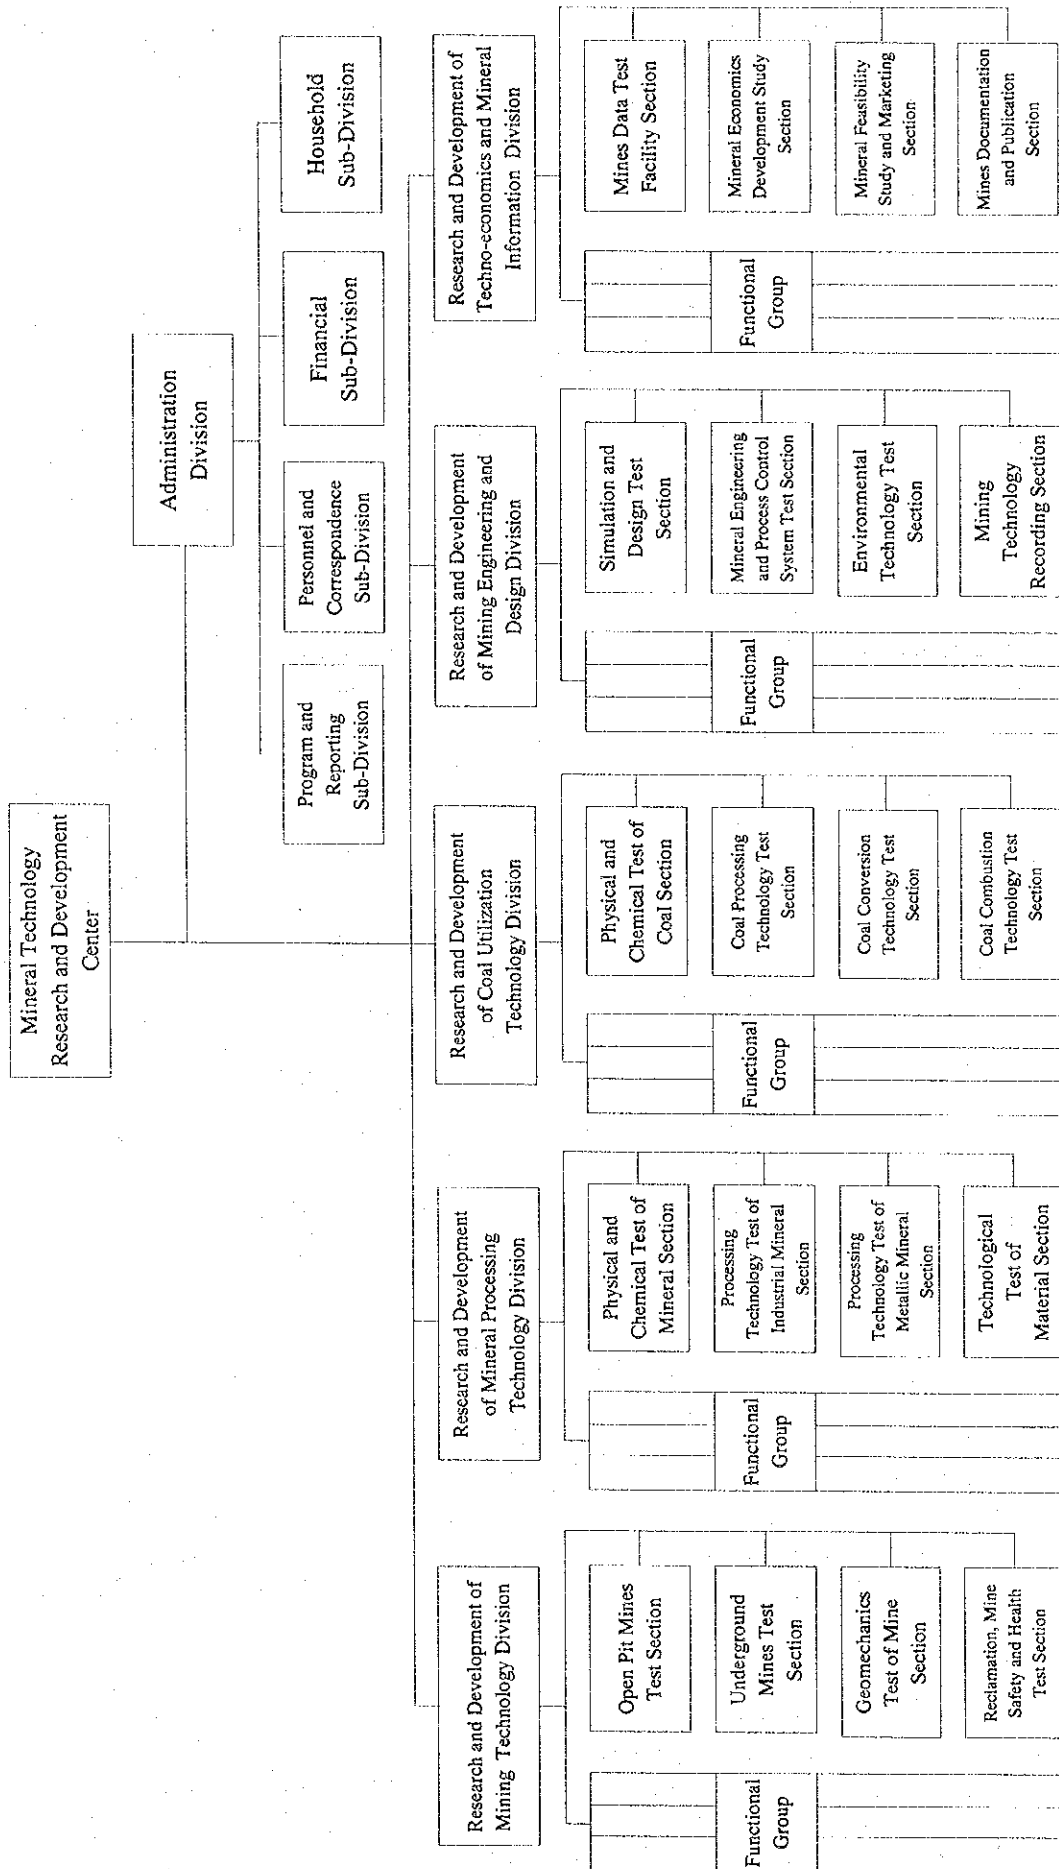 Mineral Technology
Research and Development
Center
Administration
Division
Program and
Reporting
Sub-Division
Personnel and
Correspondence
Sub-Division
Financial
Sub-Division
Household
Sub-Division
Research and Development of
Mining Technology Division
Research and Development
of Mineral Processing
Technology Division
Research and Development
of Coal Utilization
Technology Division
Research and Development
of Mining Engineering and
Design Division
Research and Development of
Techno-economics and Mineral
Information Division
Functional
Group
Open Pit Mines
Test Section
Underground
Mines Test
Section
Geomechanics
Test of Mine
Section
Reclamation, Mine
Safety and Health
Test Section
Functional
Group
Physical and
Chemical Test of
Mineral Section
Processing
Technology Test of
Industrial Mineral
Section
Processing
Technology Test of
Metallic Mineral
Section
Technological
Test of
Material Section
Functional
Group
Physical and
Chemical Test of
Coal Section
Coal Processing
Technology Test
Section
Coal Conversion
Technology Test
Section
Coal Combustion
Technology Test
Section
Functional
Group
Simulation and
Design Test
Section
Mineral Engineering
and Process Control
System Test Section
Environmental
Technology Test
Section
Mining
Technology
Recording Section
Functional
Group
Mines Data Test
Facility Section
Mineral Economics
Development Study
Section
Mineral Feasibility
Study and Marketing
Section
Mines Documentation
and Publication
Section